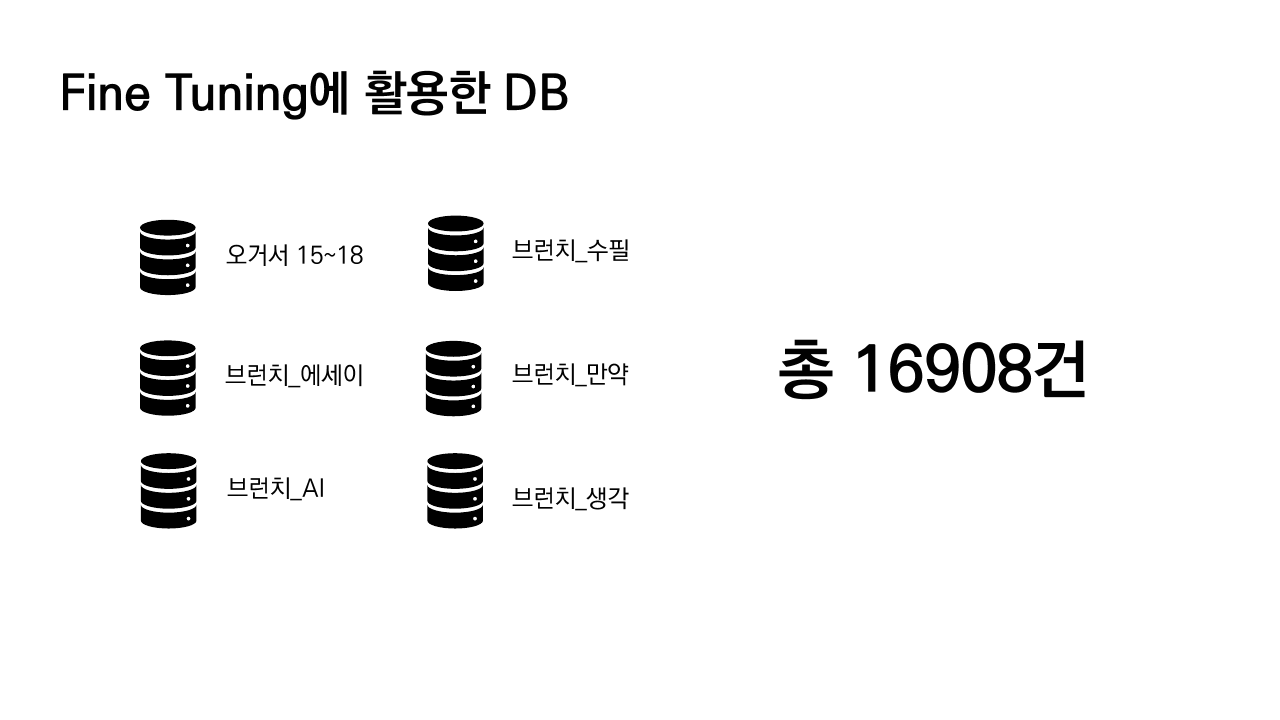 Fine Tuning에 활용한 DB
오거서 15~18
브런치_수필
브런치_에세이
브런치_만약
브런치_AI
브런치_생각
총 16908건